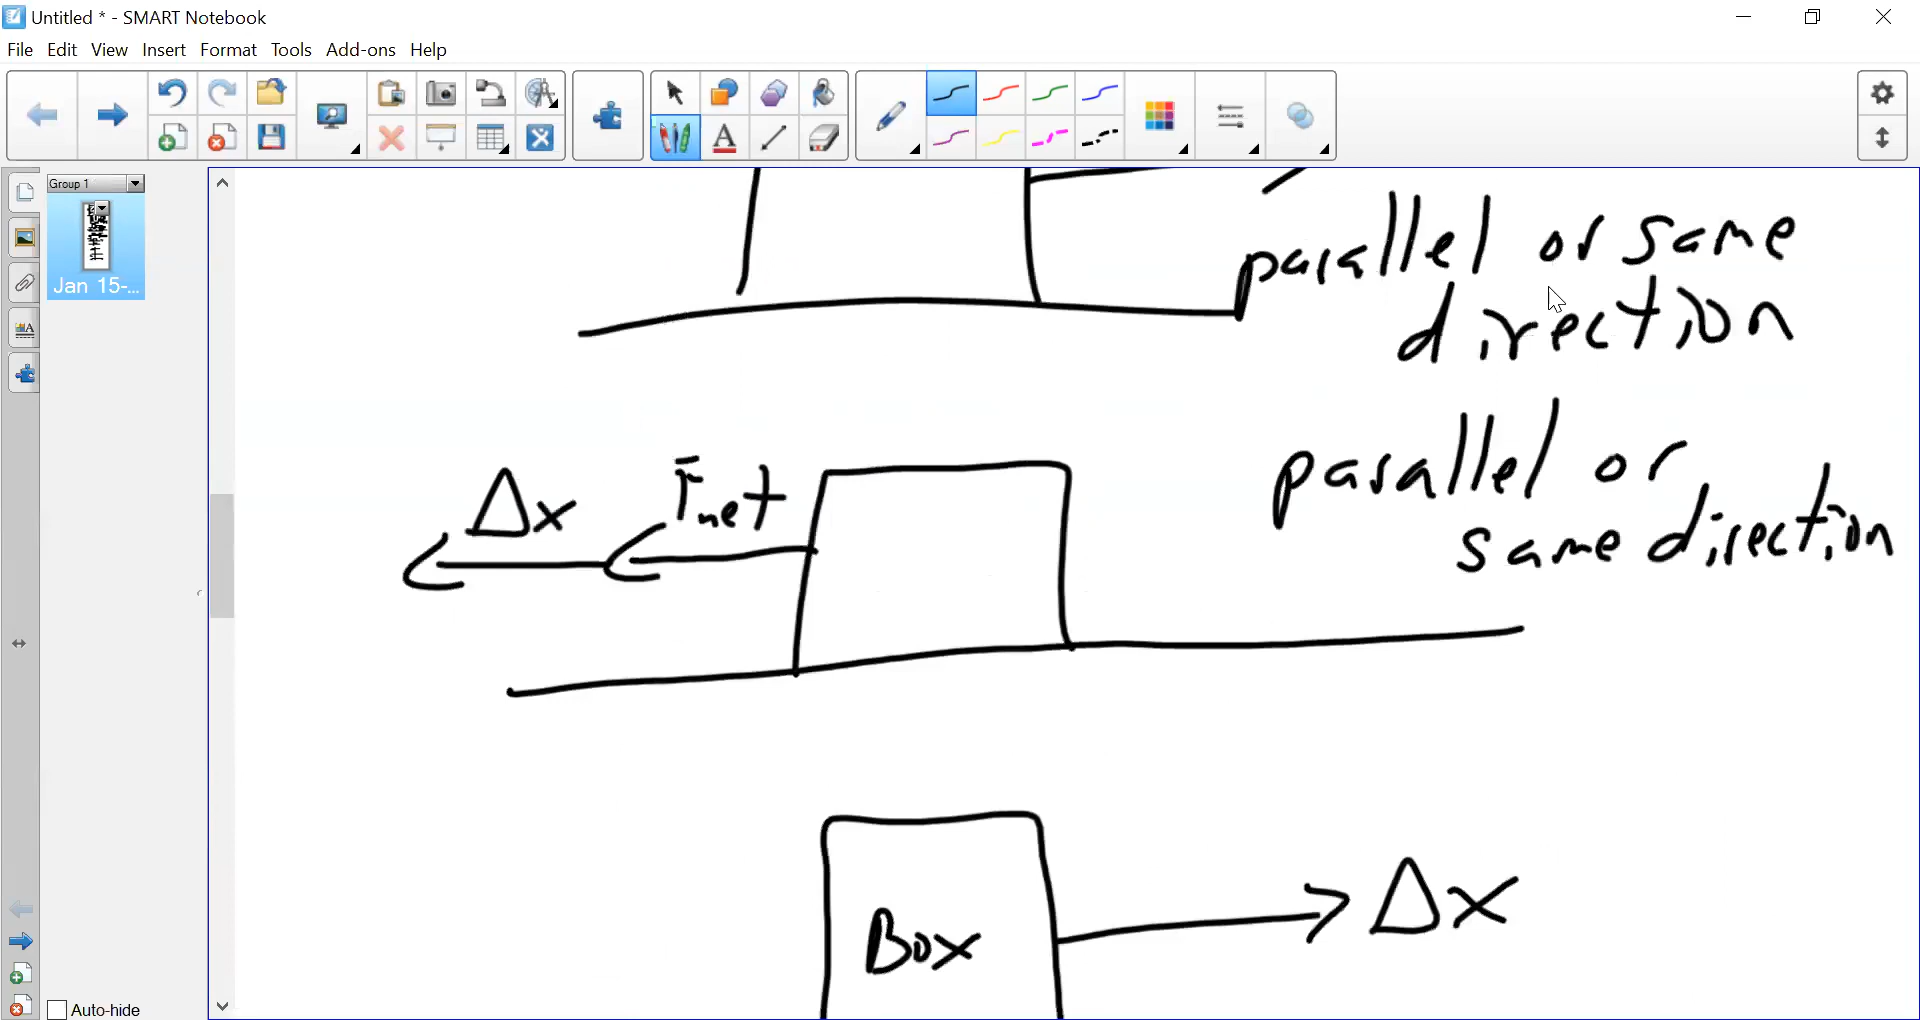 Untitled * - SMART Notebook
File Edit View Insert Format Tools Add-ons Help
Group 1
Jan 15-...
parallel or same
direction
parallel or
same direction
Δx Fnet
Box
Δx
Auto-hide